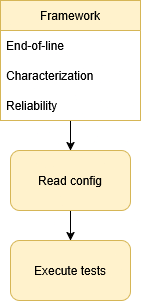 Framework
End-of-line
Characterization
Reliability
Read config
Execute tests